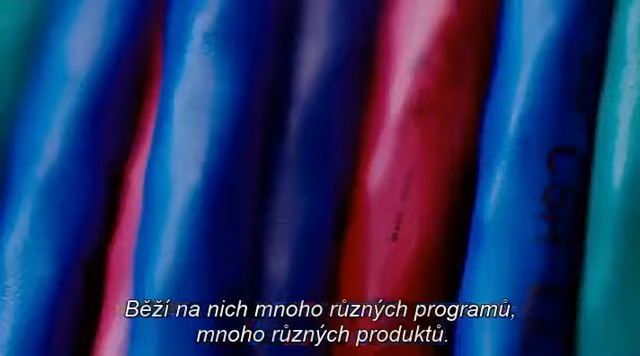 Běží na nich mnoho různých programů,
mnoho různých produktů.